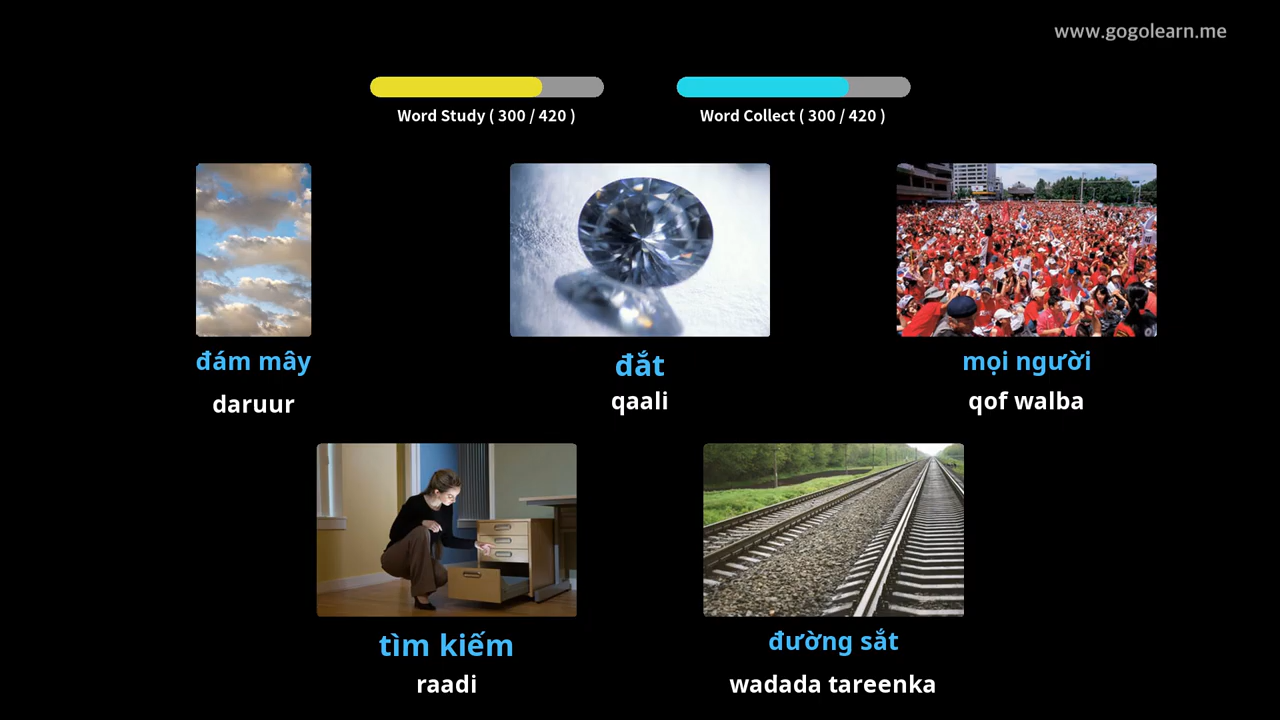 www.gogolearn.me
Word Study ( 300 / 420 )
Word Collect ( 300 / 420 )
đám mây
daruur
đắt
qaali
mọi người
qof walba
tìm kiếm
raadi
đường sắt
wadada tareenka